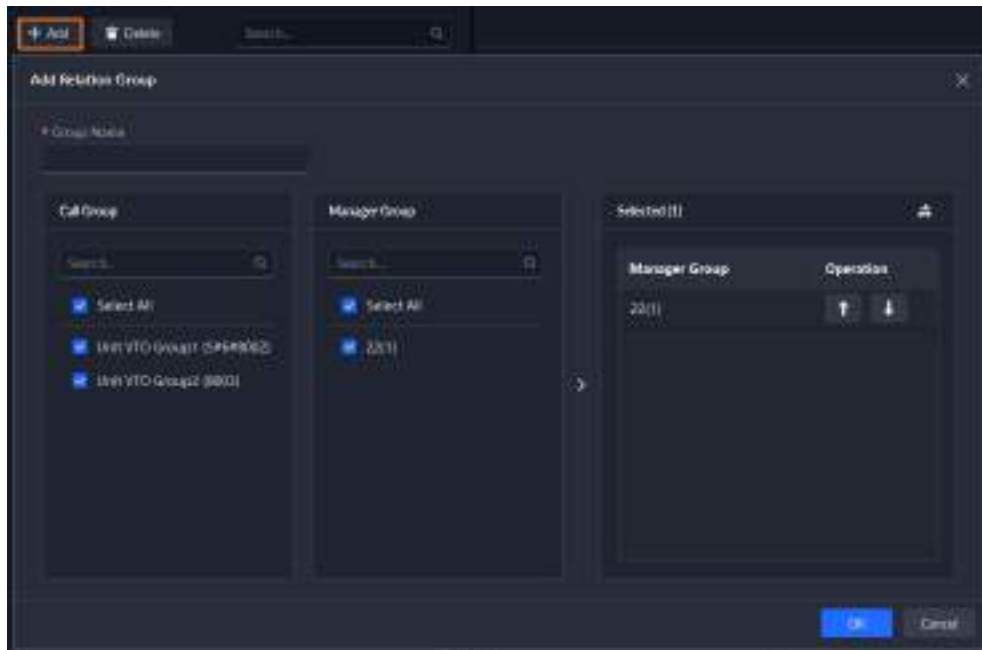 Add Delete Search...
Add Relation Group
* Group Name
Call Group Manager Group Selected(1)
Search... Search... Manager Group Operation
Select All Select All 22(1)
Unit VTO Group1 22(1)
Unit VTO Group2
OK Cancel